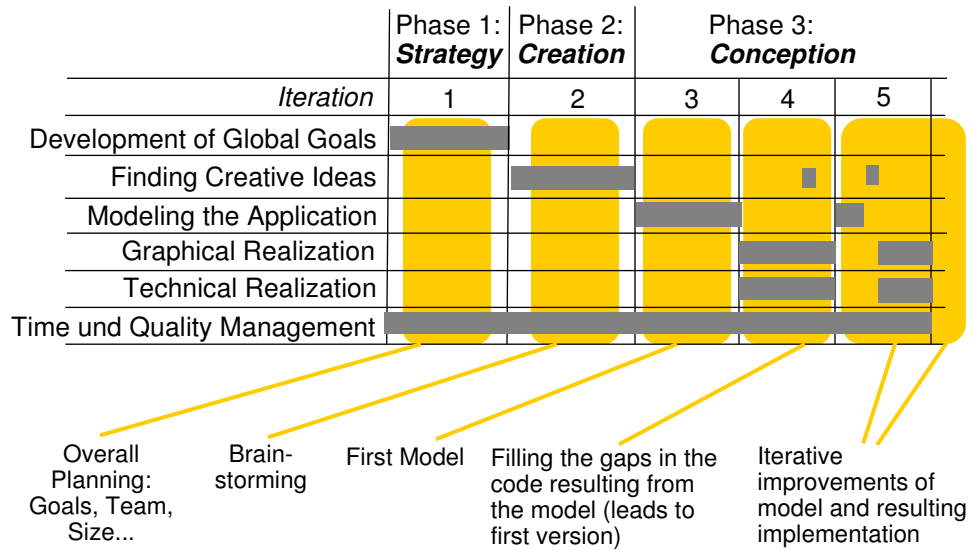 Phase 1: Phase 2: Phase 3:
Strategy Creation Conception
Iteration 1 2 3 4 5
Development of Global Goals
Finding Creative Ideas
Modeling the Application
Graphical Realization
Technical Realization
Time und Quality Management
Overall
Planning:
Goals, Team,
Size...
Brain-
storming
First Model
Filling the gaps in the
code resulting from
the model (leads to
first version)
Iterative
improvements of
model and resulting
implementation